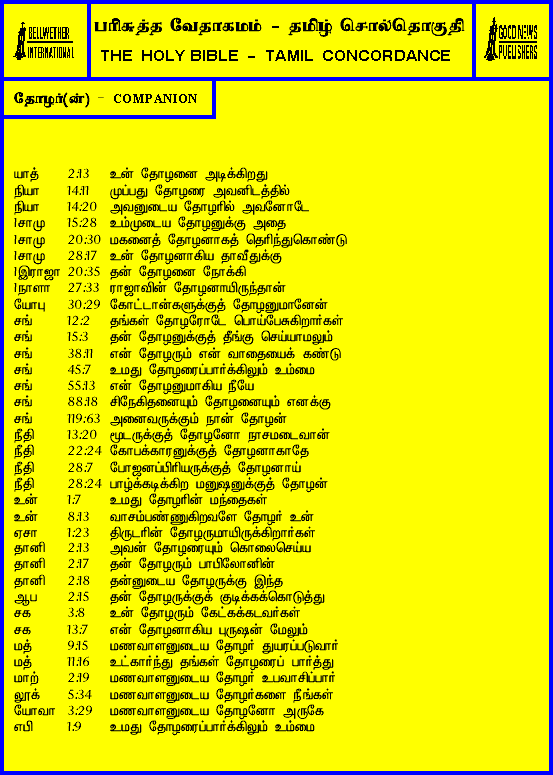 BELLWETHER
INTERNATIONAL
பரிசுத்த வேதாகமம் - தமிழ் சொல்தொகுதி
THE HOLY BIBLE - TAMIL CONCORDANCE
GOOD NEWS
PUBLISHERS
தோழர்(ன்) - COMPANION
யாத் 2:13 உன் தோழனை அடிக்கிறது
நியா 14:11 முப்பது தோழரை அவனிடத்தில்
நியா 14:20 அவனுடைய தோழரில் அவனோடே
1சாமு 15:28 உம்முடைய தோழனுக்கு அதை
1சாமு 20:30 மகனைத் தோழனாகத் தெரிந்துகொண்டு
1சாமு 28:17 உன் தோழனாகிய தாவீதுக்கு
1இராஜா 20:35 தன் தோழனை நோக்கி
1நாளா 27:33 ராஜாவின் தோழனாயிருந்தான்
யோபு 30:29 கோட்டான்களுக்குத் தோழனுமானேன்
சங் 12:2 தங்கள் தோழரோடே பொய்பேசுகிறார்கள்
சங் 15:3 தன் தோழனுக்குத் தீங்கு செய்யாமலும்
சங் 38:11 என் தோழரும் என் வாதையைக் கண்டு
சங் 45:7 உமது தோழரைப்பார்க்கிலும் உம்மை
சங் 55:13 என் தோழனுமாகிய நீயே
சங் 88:18 சிநேகிதனையும் தோழனையும் எனக்கு
சங் 119:63 அனைவருக்கும் நான் தோழன்
நீதி 13:20 மூடருக்குத் தோழனோ நாசமடைவான்
நீதி 22:24 கோபக்காரனுக்குத் தோழனாகாதே
நீதி 28:7 போஜனப்பிரியருக்குத் தோழனாய்
நீதி 28:24 பாழ்க்கடிக்கிற மனுஷனுக்குத் தோழன்
உன் 1:7 உமது தோழரின் மந்தைகள்
உன் 8:13 வாசம்பண்ணுகிறவளே தோழர் உன்
ஏசா 1:23 திருடரின் தோழருமாயிருக்கிறார்கள்
தானி 2:13 அவன் தோழரையும் கொலைசெய்ய
தானி 2:17 தன் தோழரும் பாபிலோனின்
தானி 2:18 தன்னுடைய தோழருக்கு இந்த
ஆப 2:15 தன் தோழருக்குக் குடிக்கக்கொடுத்து
சக 3:8 உன் தோழரும் கேட்கக்கடவர்கள்
சக 13:7 என் தோழனாகிய புருஷன் மேலும்
மத் 9:15 மணவாளனுடைய தோழர் துயரப்படுவார்
மத் 11:16 உட்கார்ந்து தங்கள் தோழரைப் பார்த்து
மாற் 2:19 மணவாளனுடைய தோழர் உபவாசிப்பார்
லூக் 5:34 மணவாளனுடைய தோழர்களை நீங்கள்
யோவா 3:29 மணவாளனுடைய தோழனோ அருகே
எபி 1:9 உமது தோழரைப்பார்க்கிலும் உம்மை